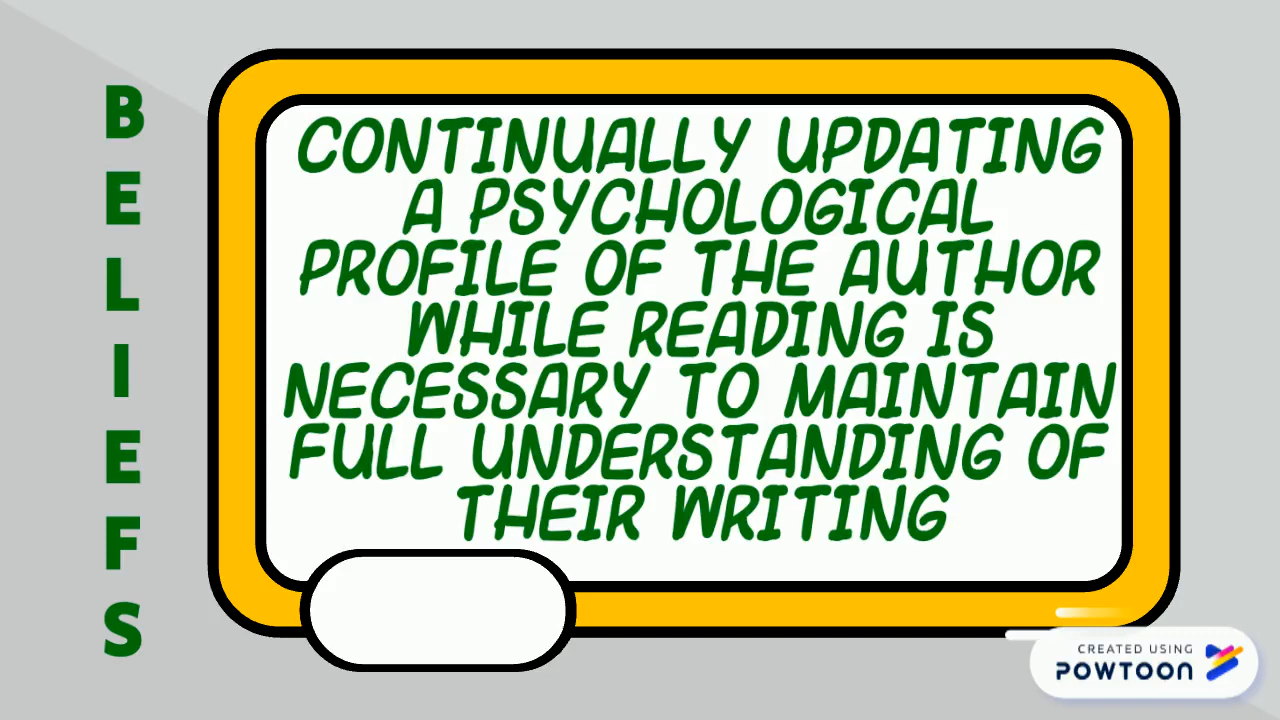 BELIEFS
CONTINUALLY UPDATING
A PSYCHOLOGICAL
PROFILE OF THE AUTHOR
WHILE READING IS
NECESSARY TO MAINTAIN
FULL UNDERSTANDING OF
THEIR WRITING
CREATED USING
POWTOON